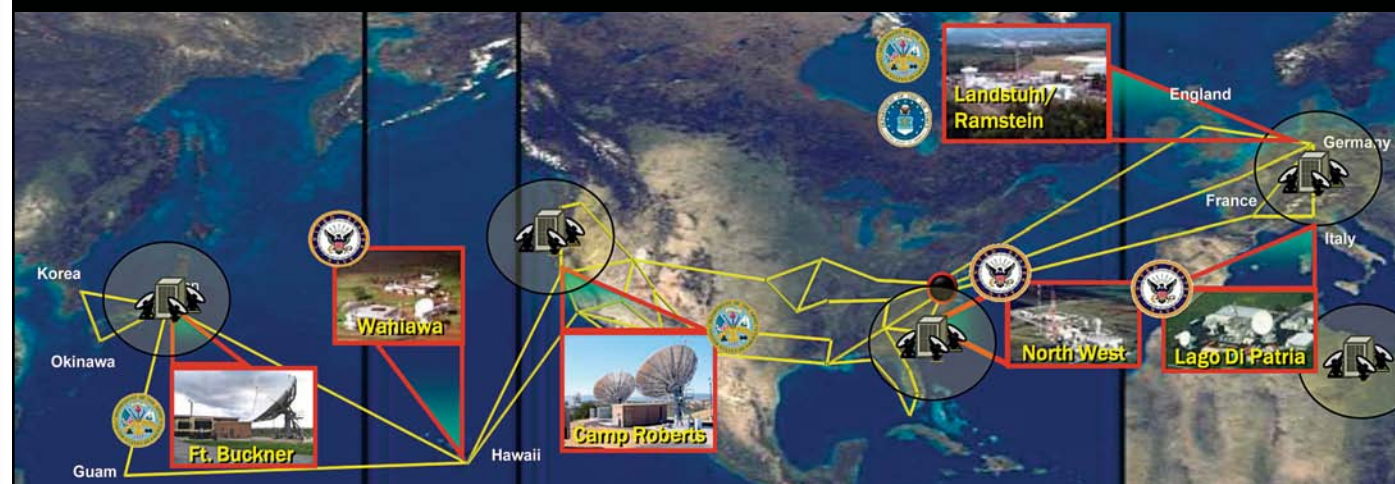 Landstuhl/
Ramstein
England
Germany
France
Italy
Korea
Okinawa
Guam
Ft. Buckner
Wahiawa
Hawaii
Camp Roberts
North West
Lago Di Patria